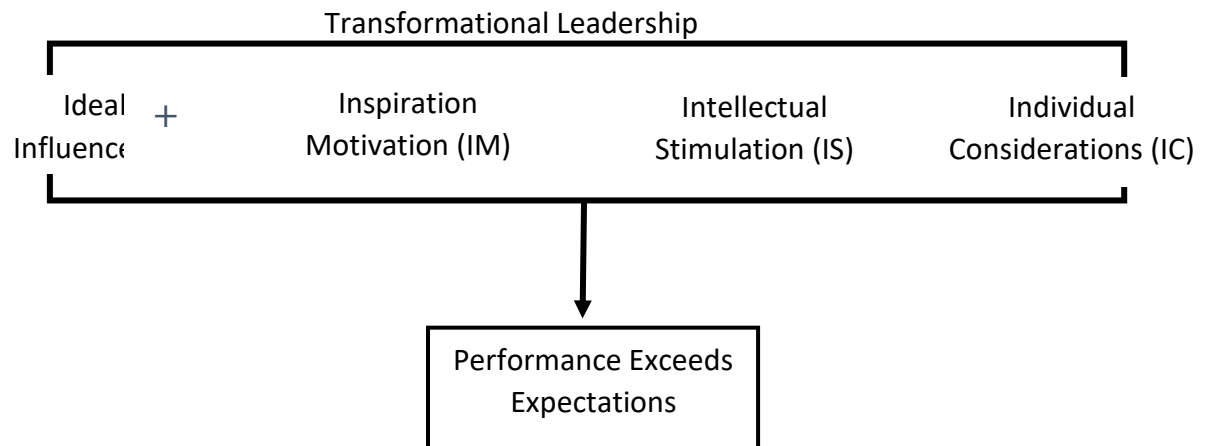 Transformational Leadership
Ideal
Influence
+
Inspiration
Motivation (IM)
Intellectual
Stimulation (IS)
Individual
Considerations (IC)
Performance Exceeds
Expectations